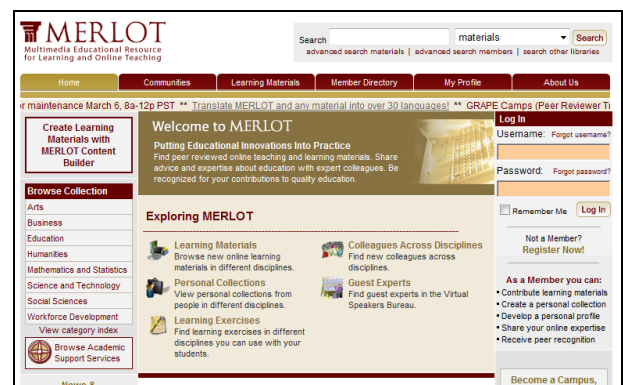 MERLOT
Multimedia Educational Resource
for Learning and Online Teaching
Search materials Search
advanced search materials | advanced search members | search other libraries
Home Communities Learning Materials Member Directory My Profile About Us
or maintenance March 6, 8a-12p PST ** Translate MERLOT and any material into over 30 languages! ** GRAPE Camps (Peer Reviewer Tr
Create Learning
Materials with
MERLOT Content
Builder
Browse Collection
Arts
Business
Education
Humanities
Mathematics and Statistics
Science and Technology
Social Sciences
Workforce Development
View category index
Browse Academic
Support Services
News &
Welcome to MERLOT
Putting Educational Innovations Into
Practice
Find peer reviewed online teaching and
learning materials. Share
advice and expertise about education with
expert colleagues. Be
recognized for your contributions to quality
education.
Exploring MERLOT
Learning Materials
Browse new online learning
materials in different disciplines.
Personal Collections
View personal collections from
people in different disciplines.
Learning Exercises
Find learning exercises in different
disciplines you can use with your
students.
Colleagues Across Disciplines
Find new colleagues across
disciplines.
Guest Experts
Find guest experts in the Virtual
Speakers Bureau.
Log In
Username: Forgot username?
Password: Forgot password?
Remember Me Log In
Not a Member?
Register Now!
As a Member you can:
• Contribute learning materials
• Create a personal collection
• Develop a personal profile
• Share your online expertise
• Receive peer recognition
Become a Campus,